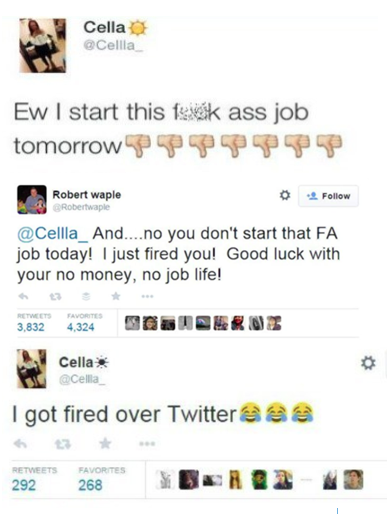 Cella☀️
@Cellla_
Ew I start this f👎k ass job
tomorrow👎👎👎👎👎👎👎
Robert waple
@Robertwaple
Follow
@Cellla_ And....no you don't start that FA
job today!  I just fired you!  Good luck with
your no money, no job life!
RETWEETS FAVORITES
3,832 4,324
Cella☀
@Cellla_
I got fired over Twitter😂😂😂
RETWEETS FAVORITES
292 268